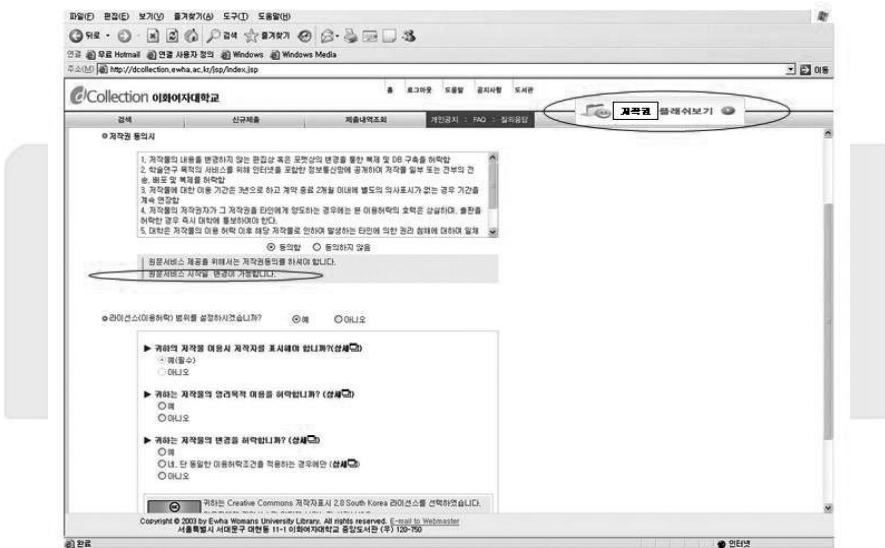 파일(F) 편집(E) 보기(V) 즐겨찾기(A) 도구(T) 도움말(H)
뒤로 검색 즐겨찾기
연결 무료 Hotmail 연결 사용자 정의 Windows Windows Media
주소(M) http://dcollection.ewha.ac.kr/jsp/index.jsp 이동
dCollection 이화여자대학교
홈 로그아웃 도움말 공지사항 도서관
저작권 플래쉬보기
검색 신규제출 제출내역조회 개인공지 : FAQ : 질의응답
저작권 동의시
1. 저작물의 내용을 변경하지 않는 편집상 혹은 포맷상의 변경을 통한 복제 및 DB 구축을 허락함
2. 학술연구 목적의 서비스를 위해 인터넷을 포함한 정보통신망에 공개하여 저작물 일부 또는 전부의 전
송, 배포 및 복제를 허락함
3. 저작물에 대한 이용 기간은 3년으로 하고 계약 종료 2개월 이내에 별도의 의사표시가 없는 경우 기간을
계속 연장함
4. 저작물의 저작권자가 그 저작권을 타인에게 양도하는 경우에는 본 이용허락의 효력은 상실하며, 출판을
허락한 경우 즉시 대학에 통보하여야 한다.
5. 대학은 저작물의 이용 허락 이후 해당 저작물로 인하여 발생하는 타인에 의한 권리 침해에 대하여 일체
동의함 동의하지 않음
원문서비스 제공을 위해서는 저작권동의를 하셔야 합니다.
원문서비스 시작일 변경이 가능합니다.
라이선스(이용허락) 범위를 설정하시겠습니까? 예 아니오
▶ 귀하의 저작물 이용시 저작자를 표시해야 합니까?(상세)
예(필수)
아니오
▶ 귀하는 저작물의 영리목적 이용을 허락합니까? (상세)
예
아니오
▶ 귀하는 저작물의 변경을 허락합니까? (상세)
예
네, 단 동일한 이용허락조건을 적용하는 경우에만 (상세)
아니오
귀하는 Creative Commons 저작자표시 2.0 South Korea 라이선스를 선택하였습니다.
Copyright © 2003 by Ewha Womans University Library. All rights reserved. E-mail to Webmaster
서울특별시 서대문구 대현동 11-1 이화여자대학교 중앙도서관 (우) 120-750
완료 인터넷